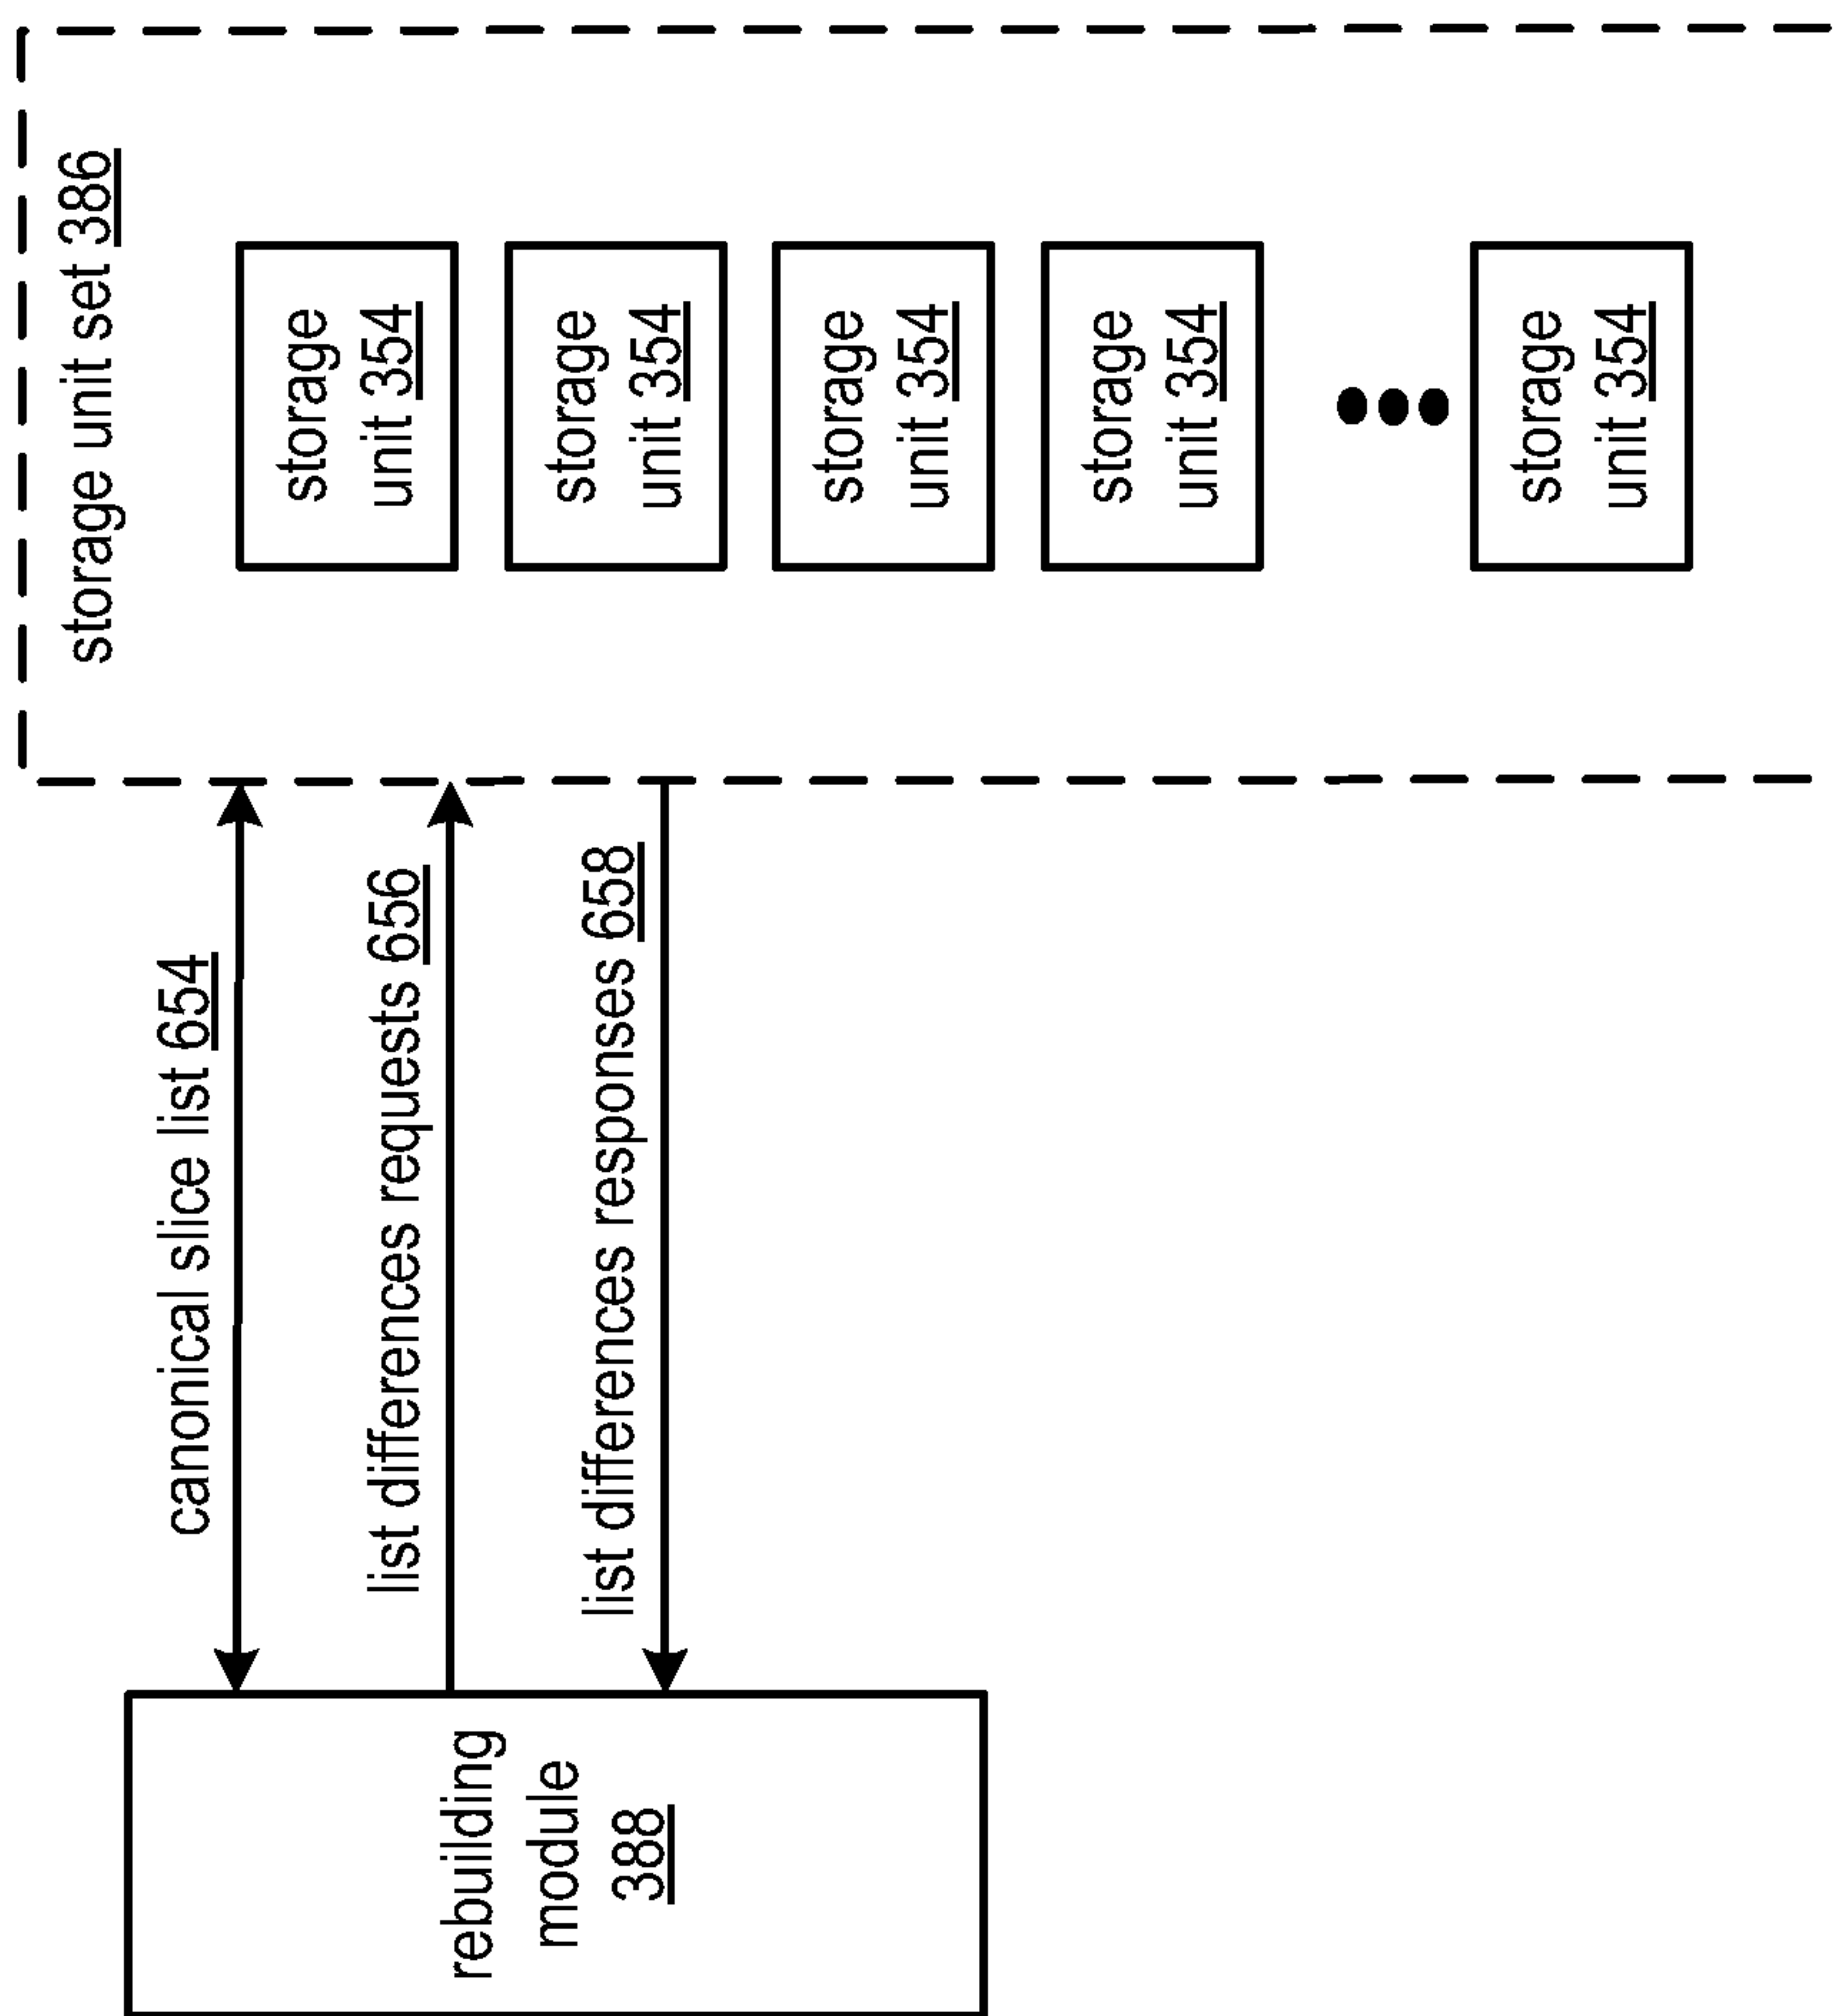 storage unit set 386
storage
unit 354
storage
unit 354
storage
unit 354
storage
unit 354
storage
unit 354
canonical slice list 654
list differences requests 656
list differences responses 658
rebuilding
module
388